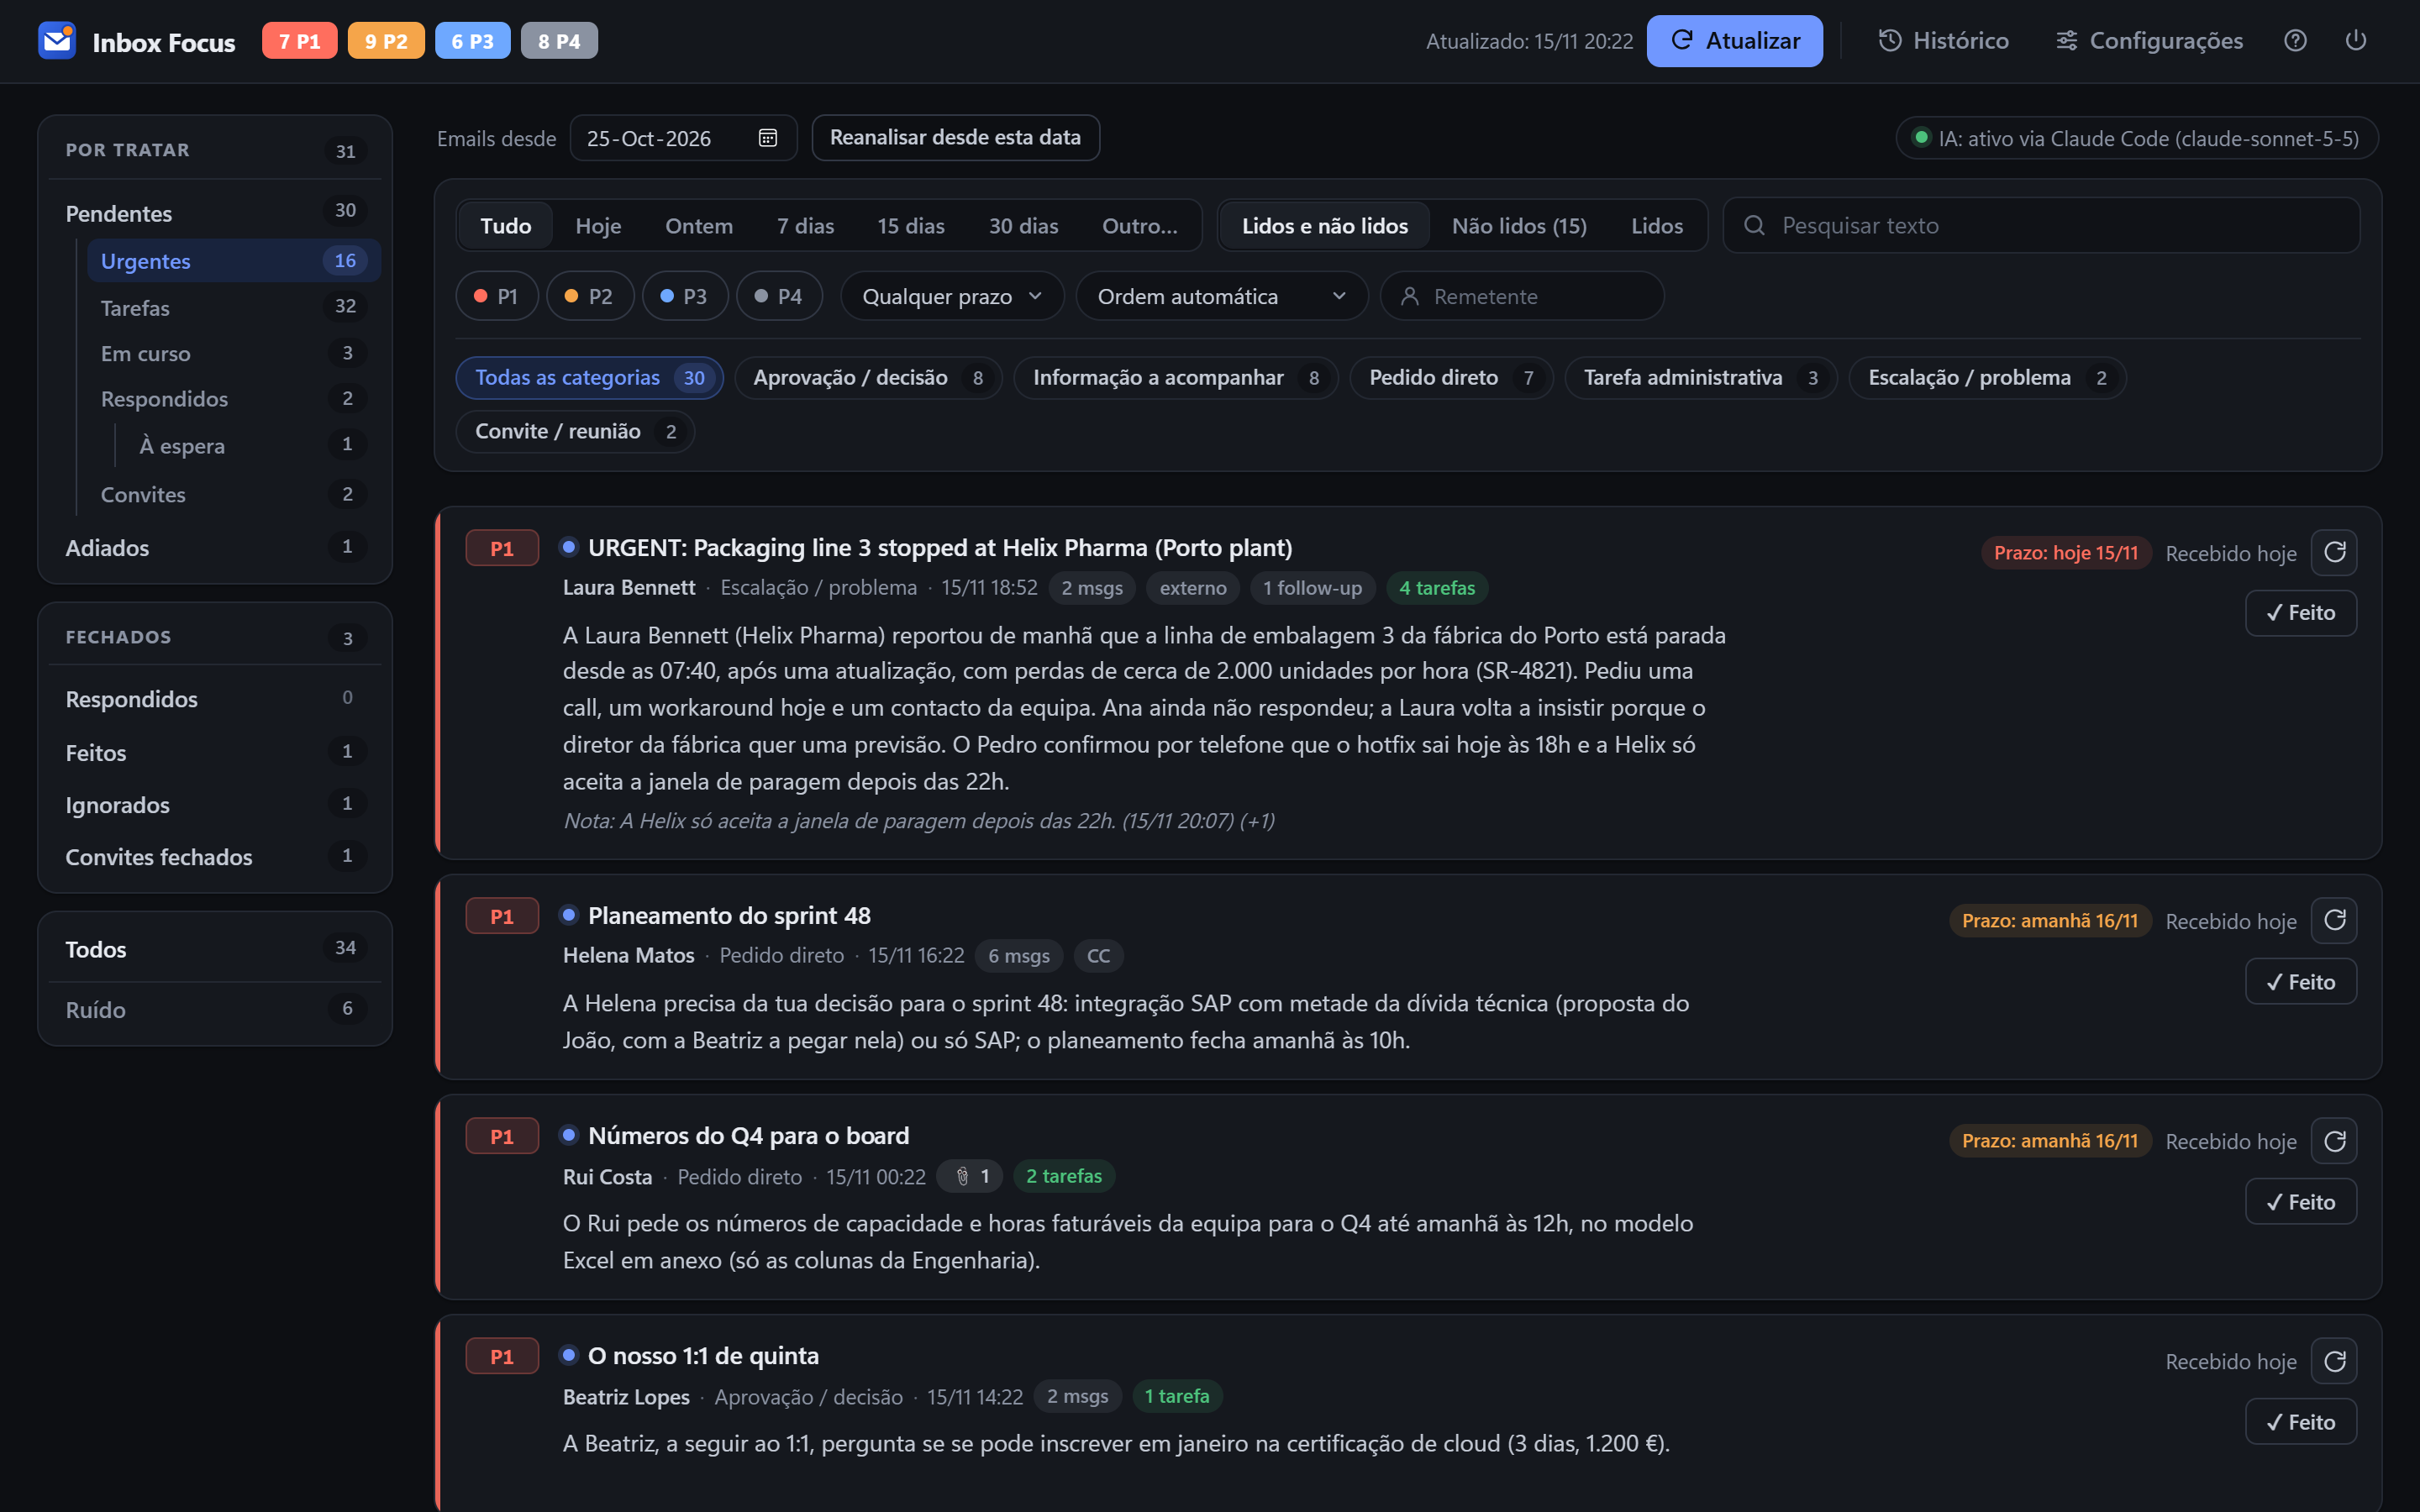 Inbox Focus
7 P1
9 P2
6 P3
8 P4
Atualizado: 15/11 20:22
Atualizar
Histórico
Configurações
POR TRATAR 31
Pendentes 30
Urgentes 16
Tarefas 32
Em curso 3
Respondidos 2
À espera 1
Convites 2
Adiados 1
FECHADOS 3
Respondidos 0
Feitos 1
Ignorados 1
Convites fechados 1
Todos 34
Ruído 6
Emails desde
25-Oct-2026
Reanalisar desde esta data
IA: ativo via Claude Code (claude-sonnet-5-5)
Tudo Hoje Ontem 7 dias 15 dias 30 dias Outro...
Lidos e não lidos Não lidos (15) Lidos
Pesquisar texto
P1 P2 P3 P4
Qualquer prazo
Ordem automática
Remetente
Todas as categorias 30
Aprovação / decisão 8
Informação a acompanhar 8
Pedido direto 7
Tarefa administrativa 3
Escalação / problema 2
Convite / reunião 2
P1 URGENT: Packaging line 3 stopped at Helix Pharma (Porto plant)
Prazo: hoje 15/11 Recebido hoje
Laura Bennett · Escalação / problema · 15/11 18:52 2 msgs externo 1 follow-up 4 tarefas
✓ Feito
A Laura Bennett (Helix Pharma) reportou de manhã que a linha de embalagem 3 da fábrica do Porto está parada
desde as 07:40, após uma atualização, com perdas de cerca de 2.000 unidades por hora (SR-4821). Pediu uma
call, um workaround hoje e um contacto da equipa. Ana ainda não respondeu; a Laura volta a insistir porque o
diretor da fábrica quer uma previsão. O Pedro confirmou por telefone que o hotfix sai hoje às 18h e a Helix só
aceita a janela de paragem depois das 22h.
Nota: A Helix só aceita a janela de paragem depois das 22h. (15/11 20:07) (+1)
P1 Planeamento do sprint 48
Prazo: amanhã 16/11 Recebido hoje
Helena Matos · Pedido direto · 15/11 16:22 6 msgs CC
✓ Feito
A Helena precisa da tua decisão para o sprint 48: integração SAP com metade da dívida técnica (proposta do
João, com a Beatriz a pegar nela) ou só SAP; o planeamento fecha amanhã às 10h.
P1 Números do Q4 para o board
Prazo: amanhã 16/11 Recebido hoje
Rui Costa · Pedido direto · 15/11 00:22 1 2 tarefas
✓ Feito
O Rui pede os números de capacidade e horas faturáveis da equipa para o Q4 até amanhã às 12h, no modelo
Excel em anexo (só as colunas da Engenharia).
P1 O nosso 1:1 de quinta
Recebido hoje
Beatriz Lopes · Aprovação / decisão · 15/11 14:22 2 msgs 1 tarefa
✓ Feito
A Beatriz, a seguir ao 1:1, pergunta se se pode inscrever em janeiro na certificação de cloud (3 dias, 1.200 €).